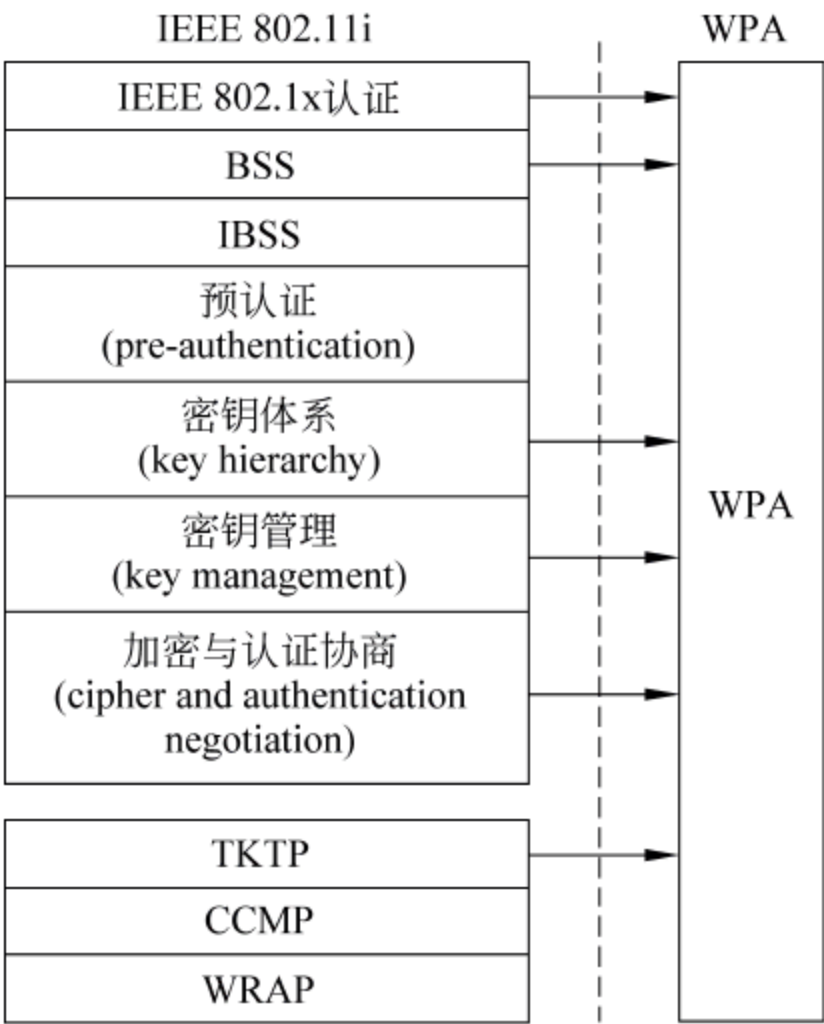 IEEE 802.11i
WPA
IEEE 802.1x认证
BSS
IBSS
预认证
(pre-authentication)
密钥体系
(key hierarchy)
密钥管理
(key management)
加密与认证协商
(cipher and authentication
negotiation)
WPA
TKTP
CCMP
WRAP